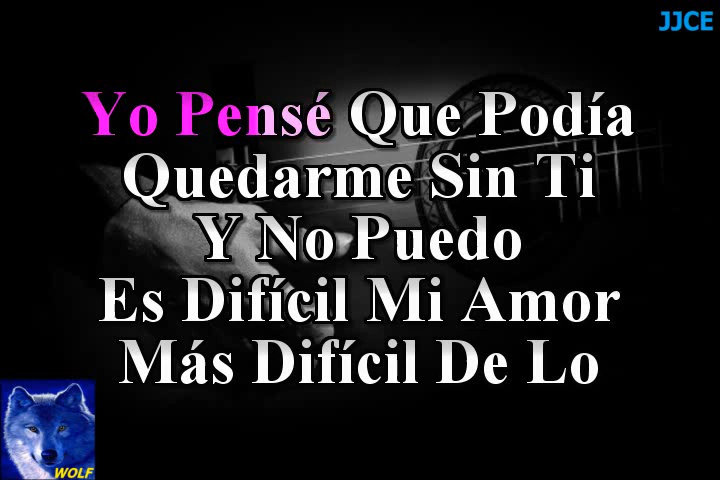 JJCE
Yo Pensé Que Podía
Quedarme Sin Ti
Y No Puedo
Es Difícil Mi Amor
Más Difícil De Lo
WOLF